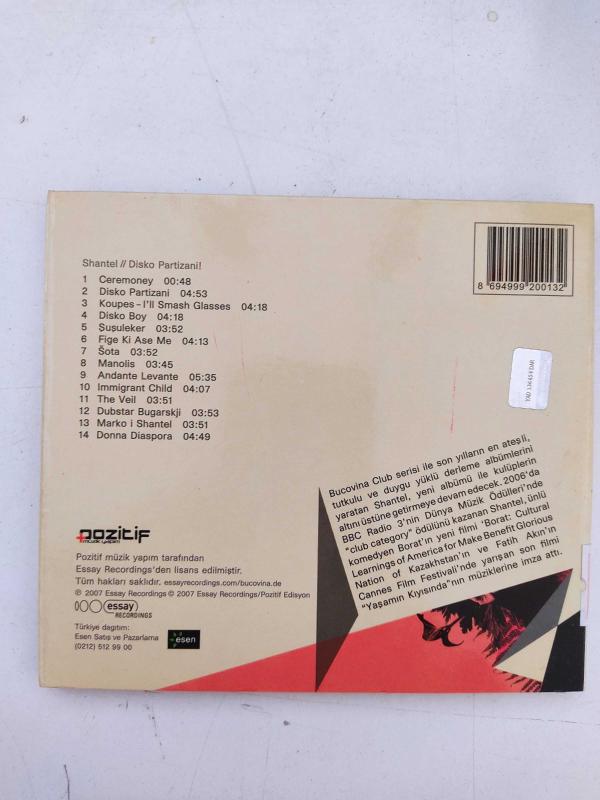 Shantel // Disko Partizani!
1 Ceremoney 00:48
2 Disko Partizani 04:53
3 Koupes – I'll Smash Glasses 04:18
4 Disko Boy 04:18
5 Suşuleker 03:52
6 Fige Ki Ase Me 04:13
7 Šota 03:52
8 Manolis 03:45
9 Andante Levante 05:35
10 Immigrant Child 04:07
11 The Veil 03:51
12 Dubstar Bugarskji 03:53
13 Marko i Shantel 03:51
14 Donna Diaspora 04:49
8 694999 200132
Bucovina Club serisi ile son yılların en ateşli,
tutkulu ve duygu yüklü derleme albümlerini
yaratan Shantel, yeni albümü ile kulüplerin
altını üstüne getirmeye devam edecek. 2006'da
BBC Radio 3'nin Dünya Müzik Ödülleri'nde
"club category" ödülünü kazanan Shantel, ünlü
komedyen Borat'ın yeni filmi 'Borat: Cultural
Learnings of America for Make Benefit Glorious
Nation of Kazakhstan'ın ve Fatih Akın'ın
Cannes Film Festivali'nde yarışan son filmi
"Yaşamın Kıyısında"nın müziklerine imza attı.
pozitif
müzik yapım
Pozitif müzik yapım tarafından
Essay Recordings'den lisans edilmiştir.
Tüm hakları saklıdır. essayrecordings.com/bucovina.de
℗ 2007 Essay Recordings © 2007 Essay Recordings/Pozitif Edisyon
essay
RECORDINGS
Türkiye dagıtım:
Esen Satıs ve Pazarlama
(0212) 512 99 00
esen